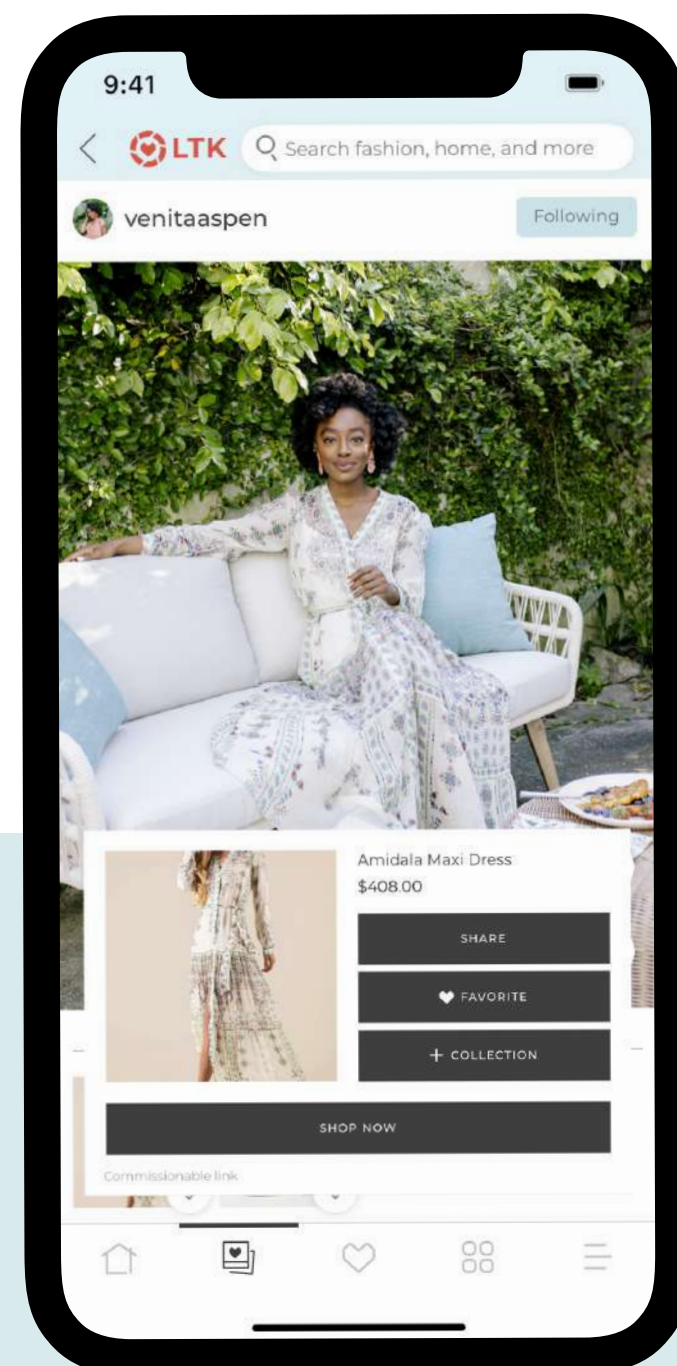 9:41
LTK
Search fashion, home, and more
venitaaspen
Following
Amidala Maxi Dress
$408.00
SHARE
FAVORITE
+ COLLECTION
SHOP NOW
Commissionable link